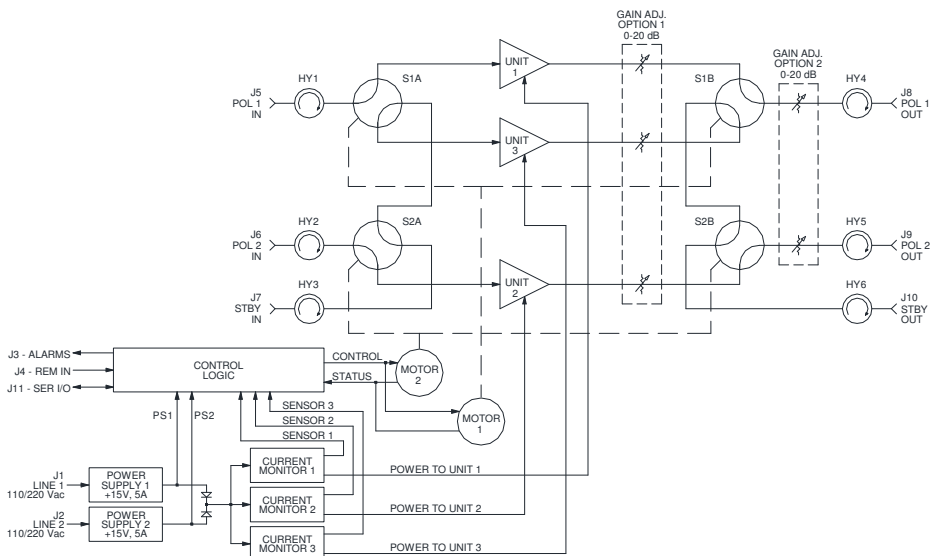 GAIN ADJ.
OPTION 1
0-20 dB
GAIN ADJ.
OPTION 2
0-20 dB
J5
POL 1
IN
HY1
S1A
UNIT
1
S1B
HY4
J8
POL 1
OUT
UNIT
3
J6
POL 2
IN
HY2
S2A
S2B
HY5
J9
POL 2
OUT
J7
STBY
IN
HY3
UNIT
2
HY6
J10
STBY
OUT
J3 - ALARMS
J4 - REM IN
J11 - SER I/O
CONTROL
LOGIC
CONTROL
STATUS
MOTOR
2
MOTOR
1
PS1
PS2
SENSOR 3
SENSOR 2
SENSOR 1
J1
LINE 1
110/220 Vac
POWER
SUPPLY 1
+15V, 5A
CURRENT
MONITOR 1
POWER TO UNIT 1
J2
LINE 2
110/220 Vac
POWER
SUPPLY 2
+15V, 5A
CURRENT
MONITOR 2
POWER TO UNIT 2
CURRENT
MONITOR 3
POWER TO UNIT 3